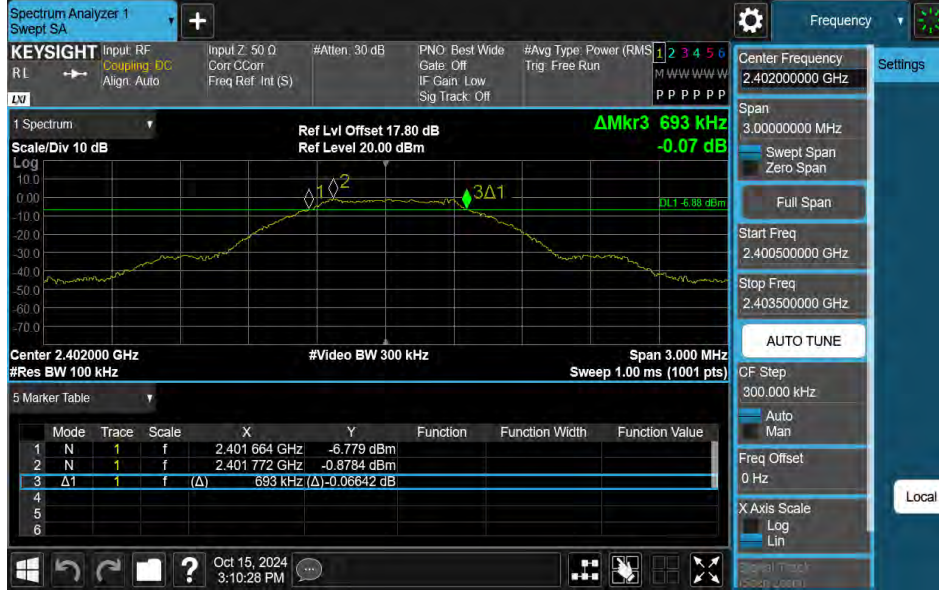 Spectrum Analyzer 1
Swept SA
+
Frequency
KEYSIGHT
RL
LXI
Input: RF
Coupling: DC
Align: Auto
Input Z: 50 Ω
Corr CCorr
Freq Ref: Int (S)
#Atten: 30 dB
PNO: Best Wide
Gate: Off
IF Gain: Low
Sig Track: Off
#Avg Type: Power (RMS
Trig: Free Run
1 2 3 4 5 6
M W W W W W
P P P P P P
1 Spectrum
Scale/Div 10 dB
Ref Lvl Offset 17.80 dB
Ref Level 20.00 dBm
ΔMkr3 693 kHz
-0.07 dB
Log
10.0
0.00
-10.0
-20.0
-30.0
-40.0
-50.0
-60.0
-70.0
1
2
3Δ1
DL1 -6.88 dBm
Center 2.402000 GHz
#Video BW 300 kHz
Span 3.000 MHz
#Res BW 100 kHz
Sweep 1.00 ms (1001 pts)
5 Marker Table
Mode Trace Scale X Y Function Function Width Function Value
1 N 1 f 2.401 664 GHz -6.779 dBm
2 N 1 f 2.401 772 GHz -0.8784 dBm
3 Δ1 1 f (Δ) 693 kHz (Δ)-0.06642 dB
4
5
6
?
Oct 15, 2024
3:10:28 PM
Center Frequency
2.402000000 GHz
Span
3.00000000 MHz
Swept Span
Zero Span
Full Span
Start Freq
2.400500000 GHz
Stop Freq
2.403500000 GHz
AUTO TUNE
CF Step
300.000 kHz
Auto
Man
Freq Offset
0 Hz
X Axis Scale
Log
Lin
Signal Track
(Span Zoom)
Settings
Local